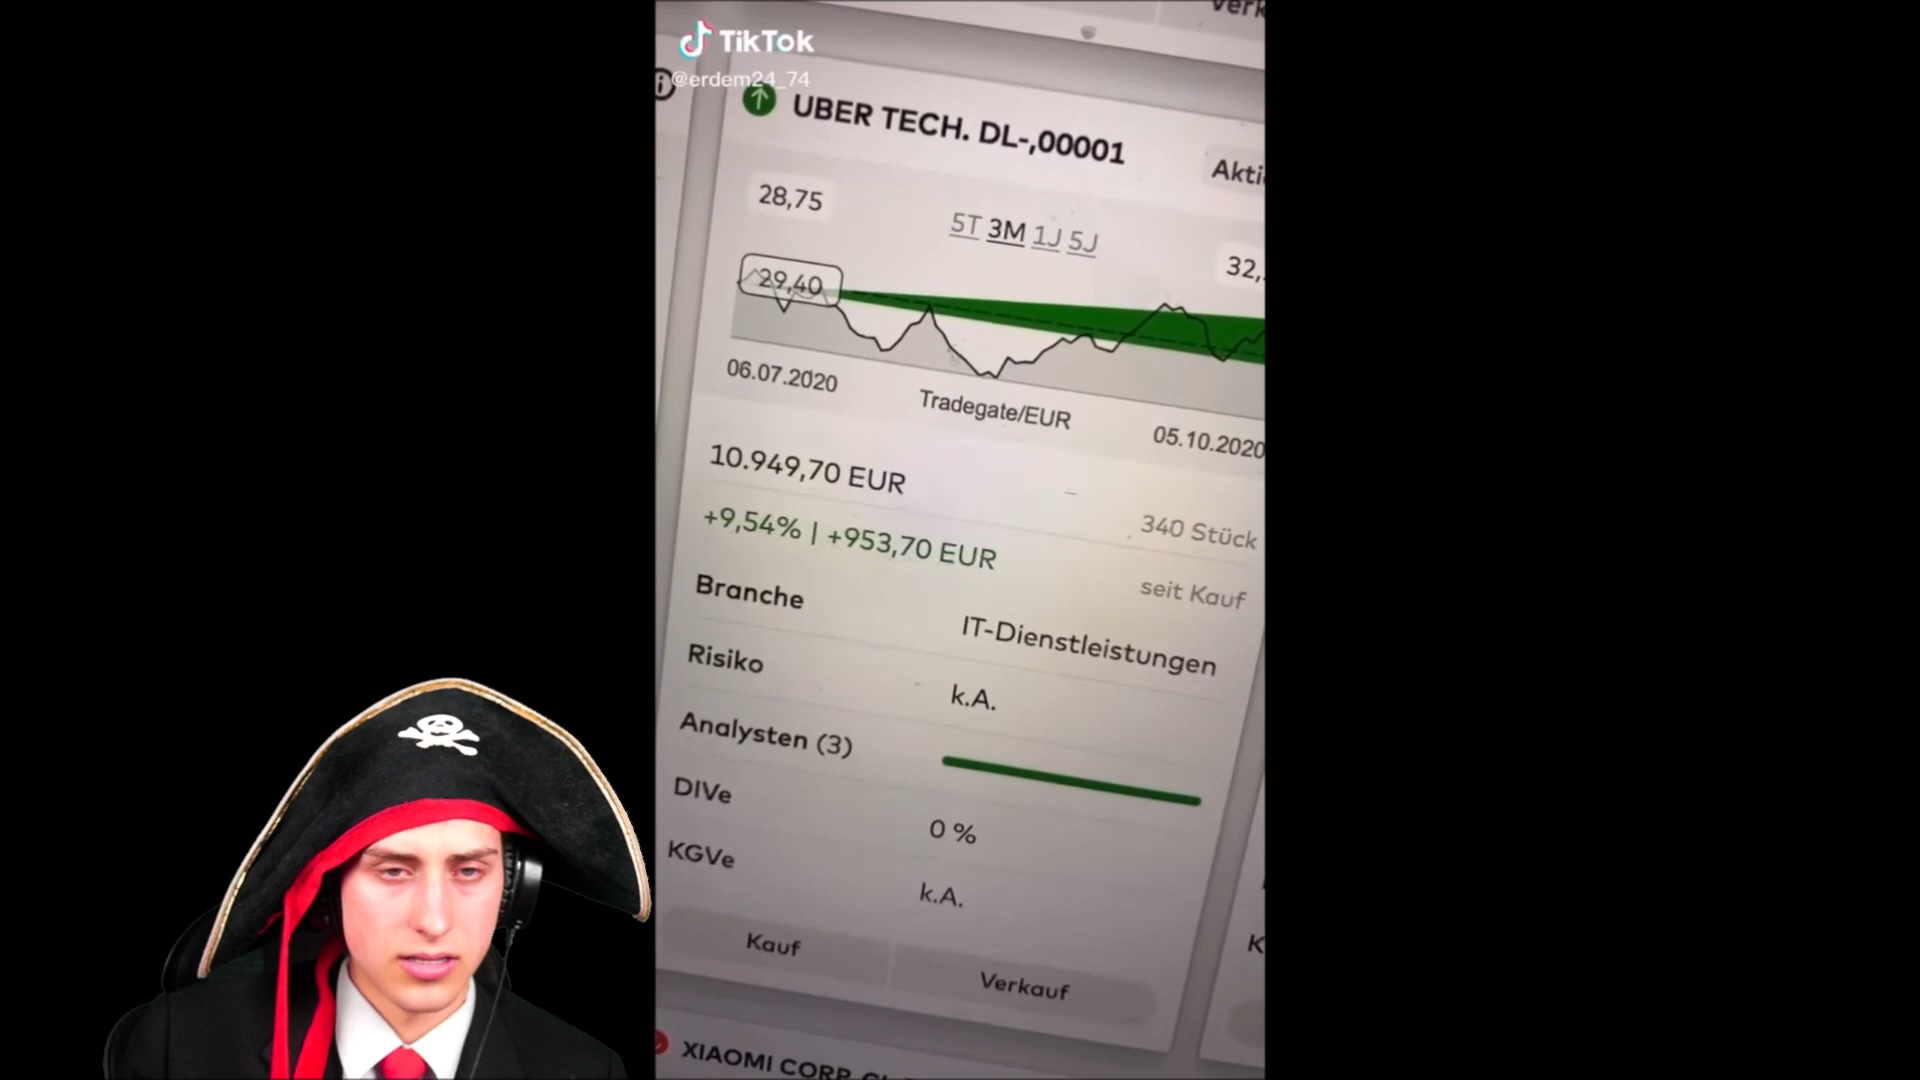 TikTok
@erdem24_74
UBER TECH. DL-,00001
28,75
5T 3M 1J 5J
29,40
06.07.2020
Tradegate/EUR
05.10.2020
10.949,70 EUR
340 Stück
+9,54% | +953,70 EUR
seit Kauf
Branche
IT-Dienstleistungen
Risiko
k.A.
Analysten (3)
DIVe
0 %
KGVe
k.A.
Kauf
Verkauf
XIAOMI CORP.